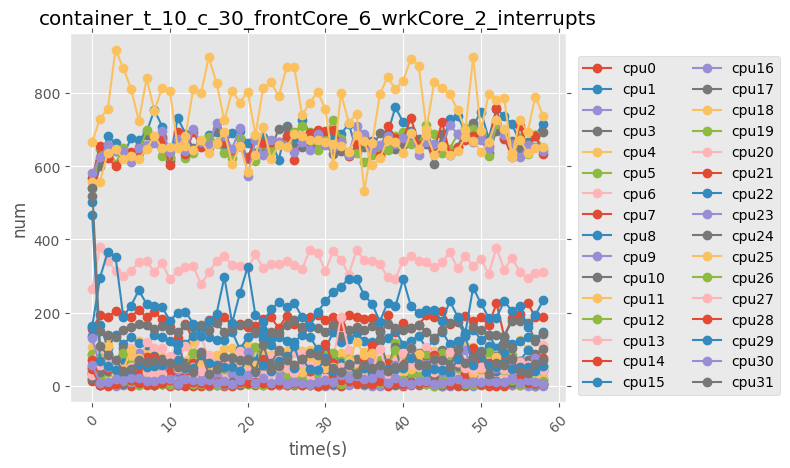 container_t_10_c_30_frontCore_6_wrkCore_2_interrupts
800
600
400
200
0
num
0 10 20 30 40 50 60
time(s)
cpu0 cpu16
cpu1 cpu17
cpu2 cpu18
cpu3 cpu19
cpu4 cpu20
cpu5 cpu21
cpu6 cpu22
cpu7 cpu23
cpu8 cpu24
cpu9 cpu25
cpu10 cpu26
cpu11 cpu27
cpu12 cpu28
cpu13 cpu29
cpu14 cpu30
cpu15 cpu31